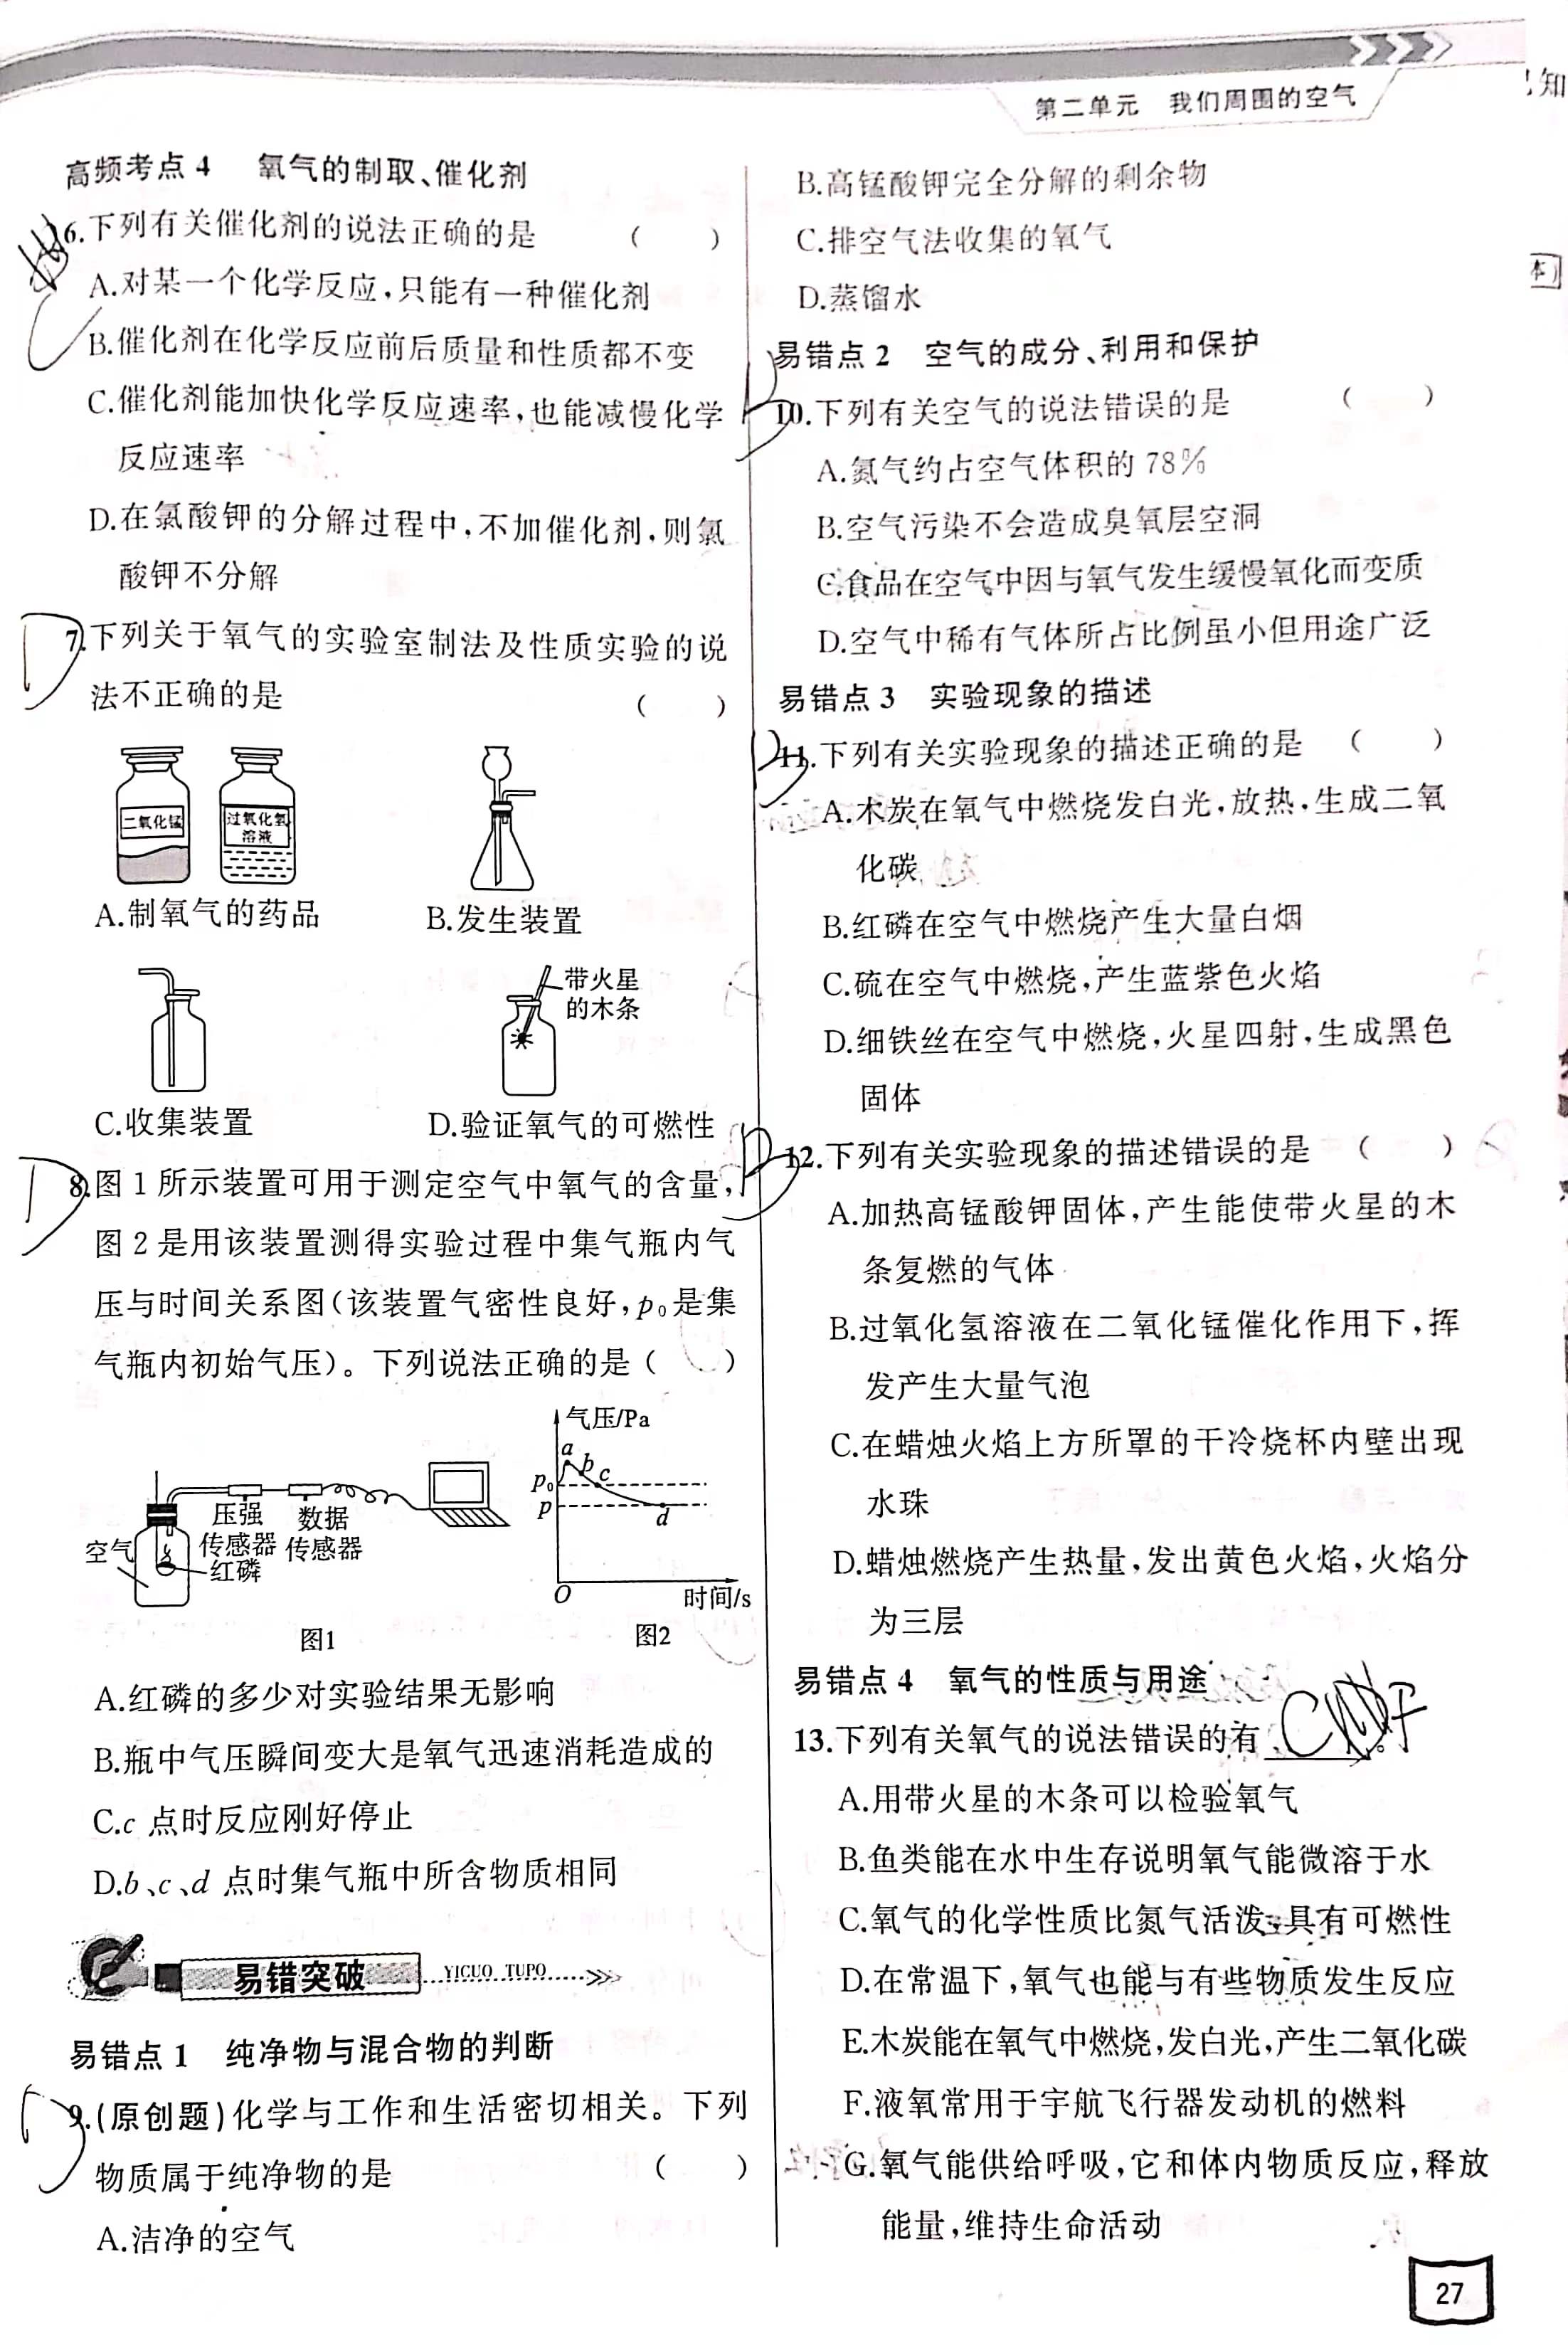 第二单元 我们周围的空气
高频考点 4 氧气的制取、催化剂
6.下列有关催化剂的说法正确的是 ( )
C
A.对某一个化学反应,只能有一种催化剂
B.催化剂在化学反应前后质量和性质都不变
C.催化剂能加快化学反应速率,也能减慢化学
反应速率
D.在氯酸钾的分解过程中,不加催化剂,则氯
酸钾不分解
D
7.下列关于氧气的实验室制法及性质实验的说
法不正确的是 ( )
二氧化锰
过氧化氢
溶液
A.制氧气的药品
B.发生装置
带火星
的木条
C.收集装置
D.验证氧气的可燃性
D
8.图 1 所示装置可用于测定空气中氧气的含量,
图 2 是用该装置测得实验过程中集气瓶内气
压与时间关系图(该装置气密性良好,p₀是集
气瓶内初始气压)。下列说法正确的是( )
空气
压强
传感器
数据
传感器
红磷
图1
气压/Pa
a
b
c
p₀
p
d
O
时间/s
图2
A.红磷的多少对实验结果无影响
B.瓶中气压瞬间变大是氧气迅速消耗造成的
C.c 点时反应刚好停止
D.b、c、d 点时集气瓶中所含物质相同
易错突破 YICUO TUPO
易错点 1 纯净物与混合物的判断
D
9.(原创题)化学与工作和生活密切相关。下列
物质属于纯净物的是 ( )
A.洁净的空气
B.高锰酸钾完全分解的剩余物
C.排空气法收集的氧气
D.蒸馏水
易错点 2 空气的成分、利用和保护
B
10.下列有关空气的说法错误的是 ( )
A.氮气约占空气体积的 78%
B.空气污染不会造成臭氧层空洞
C.食品在空气中因与氧气发生缓慢氧化而变质
D.空气中稀有气体所占比例虽小但用途广泛
易错点 3 实验现象的描述
B
11.下列有关实验现象的描述正确的是 ( )
A.木炭在氧气中燃烧发白光,放热,生成二氧
化碳
B.红磷在空气中燃烧产生大量白烟
C.硫在空气中燃烧,产生蓝紫色火焰
D.细铁丝在空气中燃烧,火星四射,生成黑色
固体
B
12.下列有关实验现象的描述错误的是 ( )
A.加热高锰酸钾固体,产生能使带火星的木
条复燃的气体
B.过氧化氢溶液在二氧化锰催化作用下,挥
发产生大量气泡
C.在蜡烛火焰上方所罩的干冷烧杯内壁出现
水珠
D.蜡烛燃烧产生热量,发出黄色火焰,火焰分
为三层
易错点 4 氧气的性质与用途
13.下列有关氧气的说法错误的有 C F 。
A.用带火星的木条可以检验氧气
B.鱼类能在水中生存说明氧气能微溶于水
C.氧气的化学性质比氮气活泼,具有可燃性
D.在常温下,氧气也能与有些物质发生反应
E.木炭能在氧气中燃烧,发白光,产生二氧化碳
F.液氧常用于宇航飞行器发动机的燃料
G.氧气能供给呼吸,它和体内物质反应,释放
能量,维持生命活动
27
知